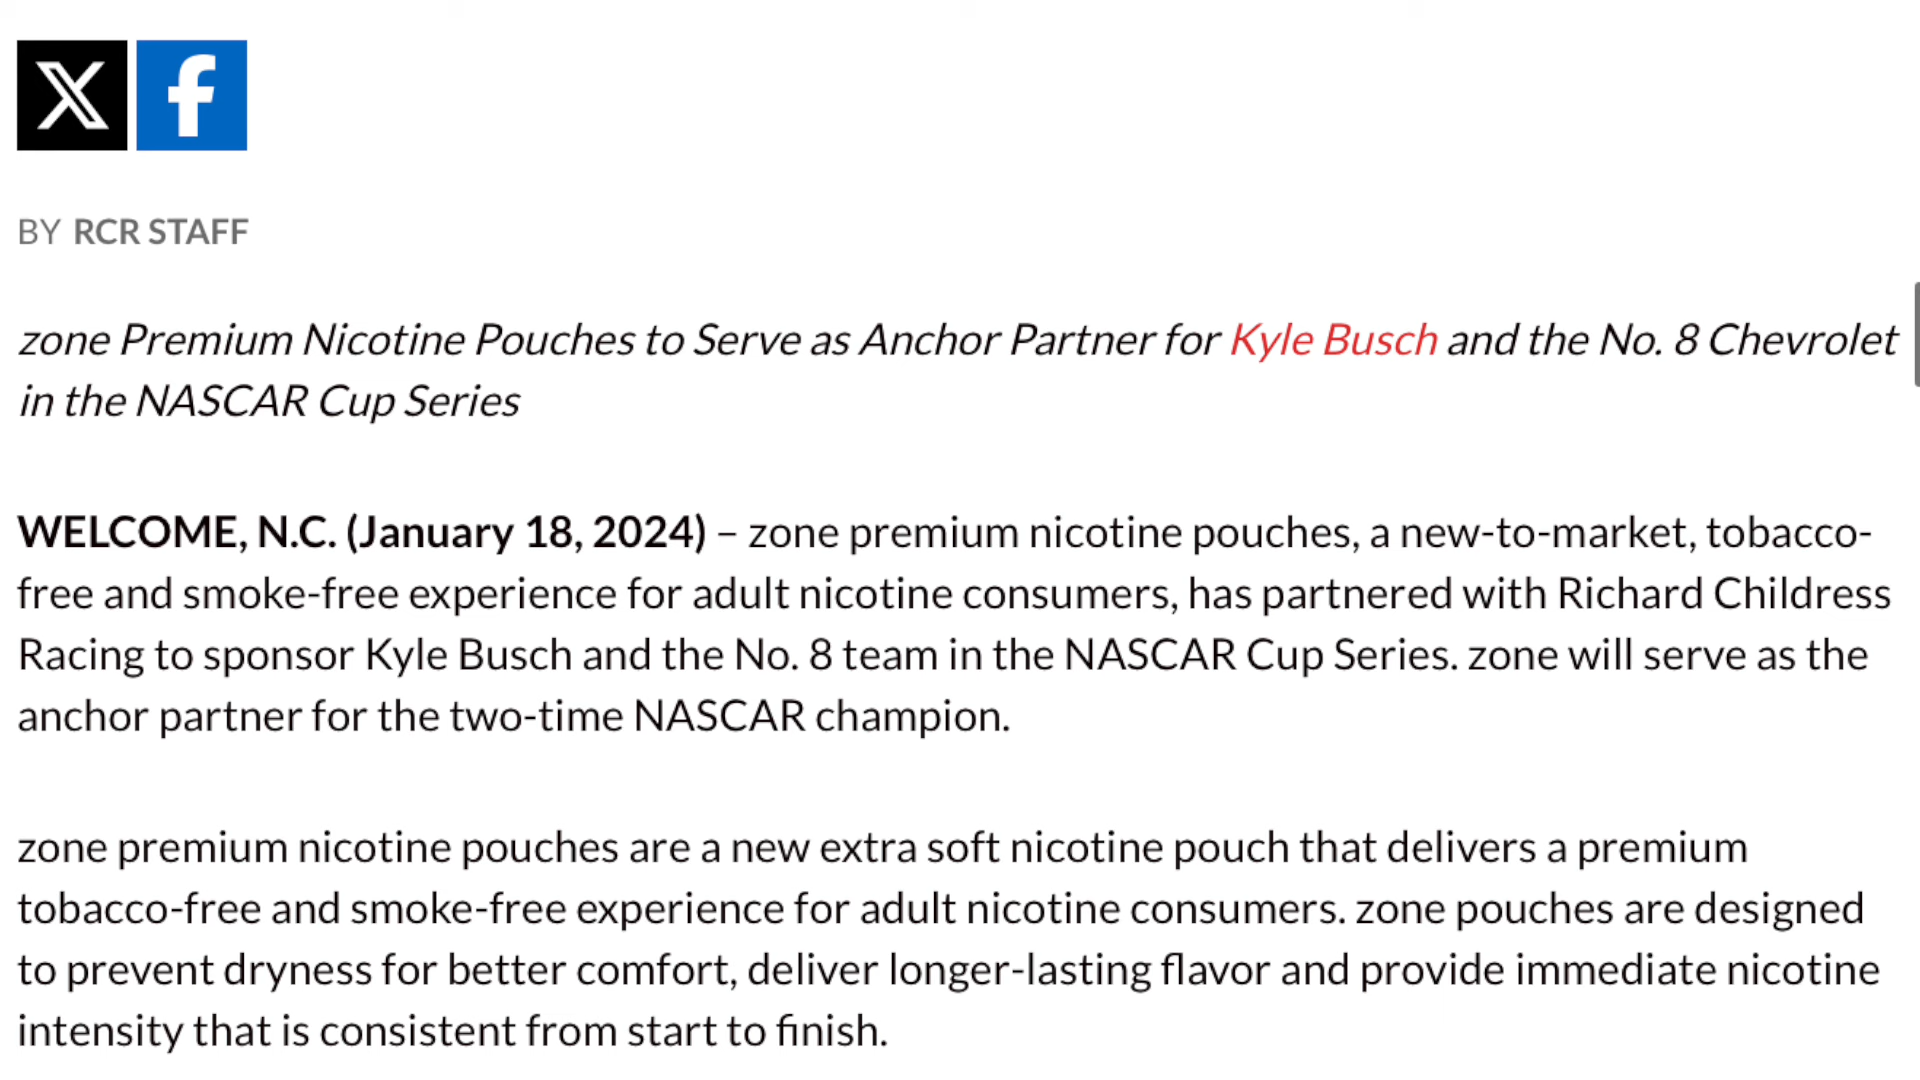 BY RCR STAFF
zone Premium Nicotine Pouches to Serve as Anchor Partner for Kyle Busch and the No. 8 Chevrolet
in the NASCAR Cup Series
WELCOME, N.C. (January 18, 2024) – zone premium nicotine pouches, a new-to-market, tobacco-
free and smoke-free experience for adult nicotine consumers, has partnered with Richard Childress
Racing to sponsor Kyle Busch and the No. 8 team in the NASCAR Cup Series. zone will serve as the
anchor partner for the two-time NASCAR champion.
zone premium nicotine pouches are a new extra soft nicotine pouch that delivers a premium
tobacco-free and smoke-free experience for adult nicotine consumers. zone pouches are designed
to prevent dryness for better comfort, deliver longer-lasting flavor and provide immediate nicotine
intensity that is consistent from start to finish.